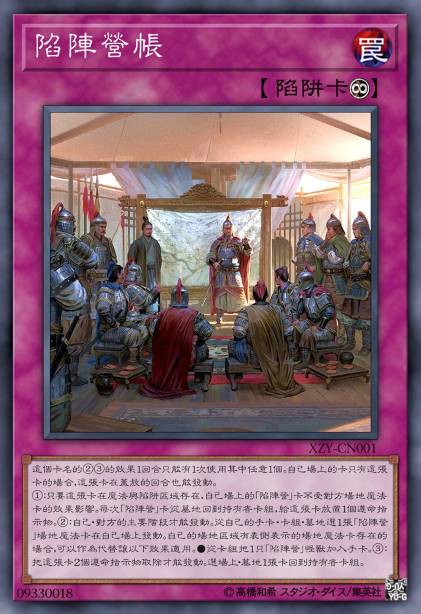 陷陣營帳
罠
【 陷阱卡 】
XZY-CN001
這個卡名的②③的效果1回合只能有1次使用其中任意1個。自己場上的卡只有這張
卡的場合,這張卡在蓋放的回合也能發動。
①:只要這張卡在魔法與陷阱區域存在,自己場上的「陷陣營」卡不受對方場地魔法
卡的效果影響。每次「陷陣營」卡從墓地回到持有者卡組,給這張卡放置1個遵命指
示物。②:自己·對方的主要階段才能發動。從自己的手卡·卡組·墓地選1張「陷陣營
」場地魔法卡在自己場上發動。自己的場地區域有表側表示的場地魔法卡存在的
場合,可以作為代替讓以下效果適用。●從卡組把1只「陷陣營」怪獸加入手卡。③:
把這張卡2個遵命指示物取除才能發動。選場上·墓地1張卡回到持有者卡組。
09330018
©高橋和希 スタジオ・ダイス/集英社